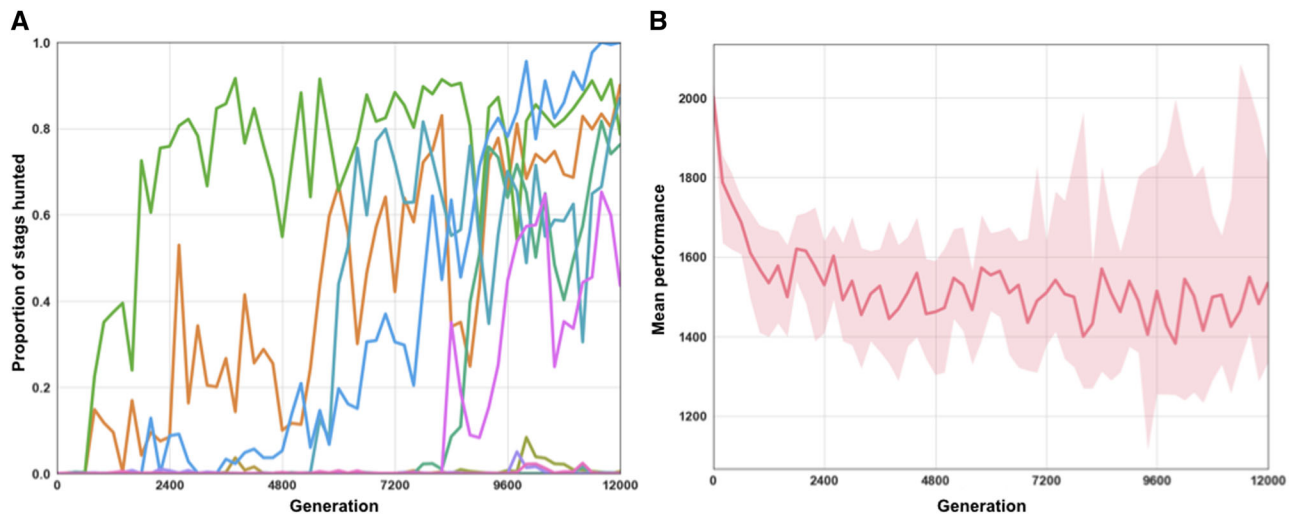 A
B
Proportion of stags hunted
1.0
0.8
0.6
0.4
0.2
0.0
0 2400 4800 7200 9600 12000
Generation
Mean performance
2000
1800
1600
1400
1200
0 2400 4800 7200 9600 12000
Generation